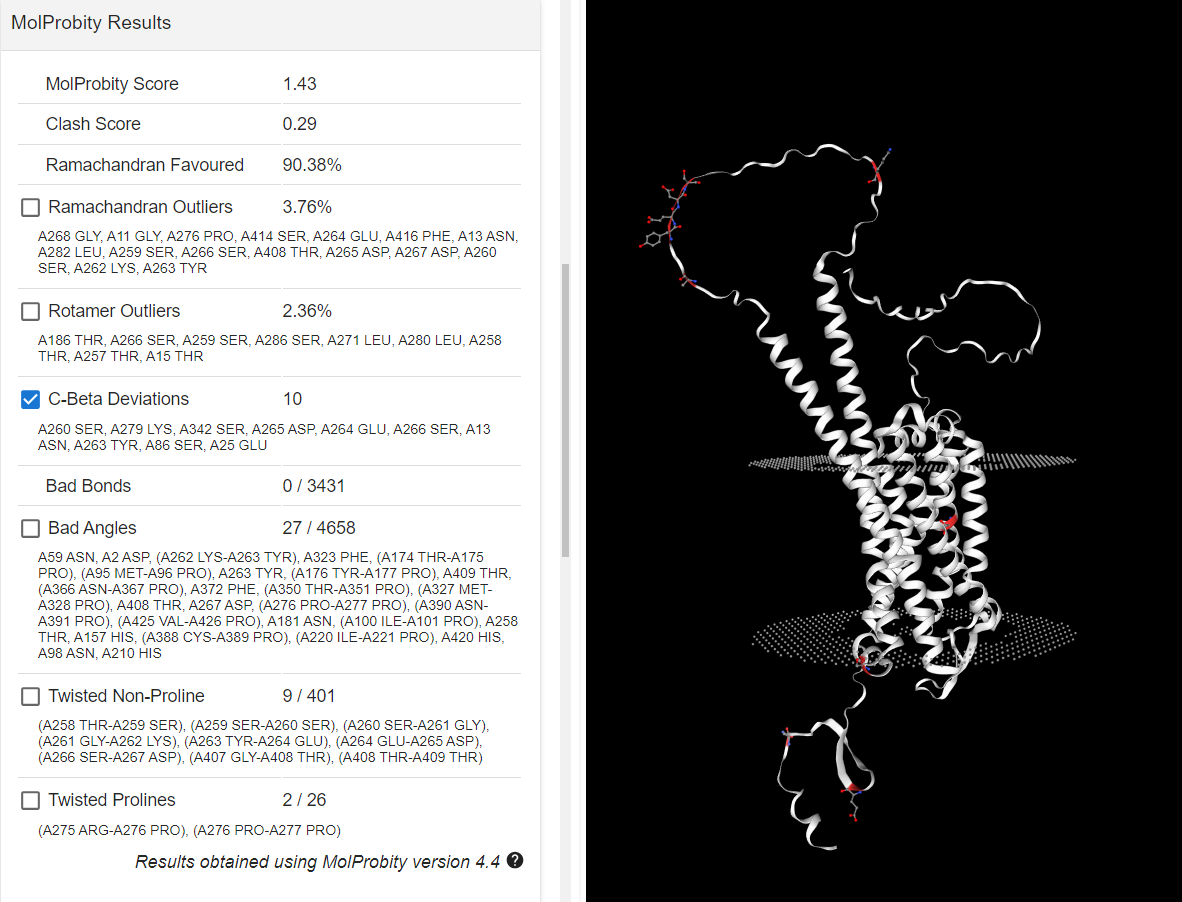 MolProbity Results
MolProbity Score 1.43
Clash Score 0.29
Ramachandran Favoured 90.38%
Ramachandran Outliers 3.76%
A268 GLY, A11 GLY, A276 PRO, A414 SER, A264 GLU, A416 PHE, A13 ASN,
A282 LEU, A259 SER, A266 SER, A408 THR, A265 ASP, A267 ASP, A260
SER, A262 LYS, A263 TYR
Rotamer Outliers 2.36%
A186 THR, A266 SER, A259 SER, A286 SER, A271 LEU, A280 LEU, A258
THR, A257 THR, A15 THR
C-Beta Deviations 10
A260 SER, A279 LYS, A342 SER, A265 ASP, A264 GLU, A266 SER, A13
ASN, A263 TYR, A86 SER, A25 GLU
Bad Bonds 0 / 3431
Bad Angles 27 / 4658
A59 ASN, A2 ASP, (A262 LYS-A263 TYR), A323 PHE, (A174 THR-A175
PRO), (A95 MET-A96 PRO), A263 TYR, (A176 TYR-A177 PRO), A409 THR,
(A366 ASN-A367 PRO), A372 PHE, (A350 THR-A351 PRO), (A327 MET-
A328 PRO), A408 THR, A267 ASP, (A276 PRO-A277 PRO), (A390 ASN-
A391 PRO), (A425 VAL-A426 PRO), A181 ASN, (A100 ILE-A101 PRO), A258
THR, A157 HIS, (A388 CYS-A389 PRO), (A220 ILE-A221 PRO), A420 HIS,
A98 ASN, A210 HIS
Twisted Non-Proline 9 / 401
(A258 THR-A259 SER), (A259 SER-A260 SER), (A260 SER-A261 GLY),
(A261 GLY-A262 LYS), (A263 TYR-A264 GLU), (A264 GLU-A265 ASP),
(A266 SER-A267 ASP), (A407 GLY-A408 THR), (A408 THR-A409 THR)
Twisted Prolines 2 / 26
(A275 ARG-A276 PRO), (A276 PRO-A277 PRO)
Results obtained using MolProbity version 4.4 ?